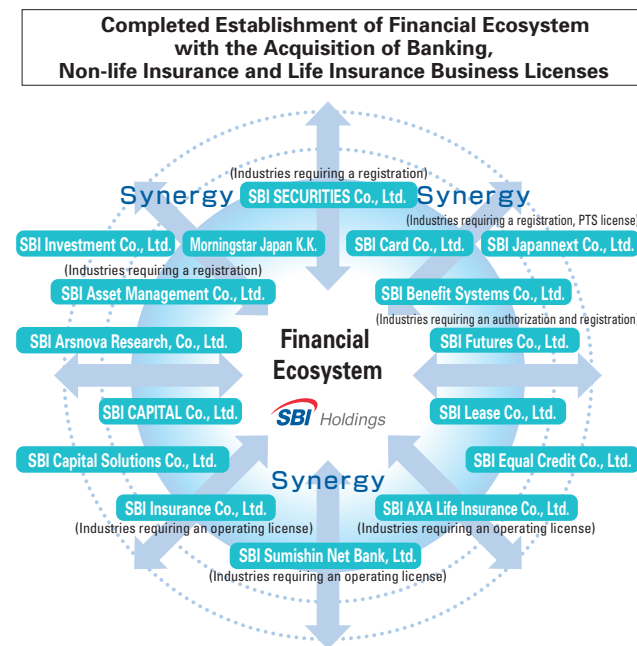 Completed Establishment of Financial Ecosystem
with the Acquisition of Banking,
Non-life Insurance and Life Insurance Business Licenses
(Industries requiring a registration)
Synergy
SBI SECURITIES Co., Ltd.
Synergy
(Industries requiring a registration, PTS license)
SBI Investment Co., Ltd.
Morningstar Japan K.K.
SBI Card Co., Ltd.
SBI Japannext Co., Ltd.
(Industries requiring a registration)
SBI Asset Management Co., Ltd.
SBI Benefit Systems Co., Ltd.
(Industries requiring an authorization and registration)
SBI Arsnova Research, Co., Ltd.
Financial
Ecosystem
SBI Futures Co., Ltd.
SBI CAPITAL Co., Ltd.
SBI Holdings
SBI Lease Co., Ltd.
SBI Capital Solutions Co., Ltd.
SBI Equal Credit Co., Ltd.
Synergy
SBI Insurance Co., Ltd.
(Industries requiring an operating license)
SBI AXA Life Insurance Co., Ltd.
(Industries requiring an operating license)
SBI Sumishin Net Bank, Ltd.
(Industries requiring an operating license)